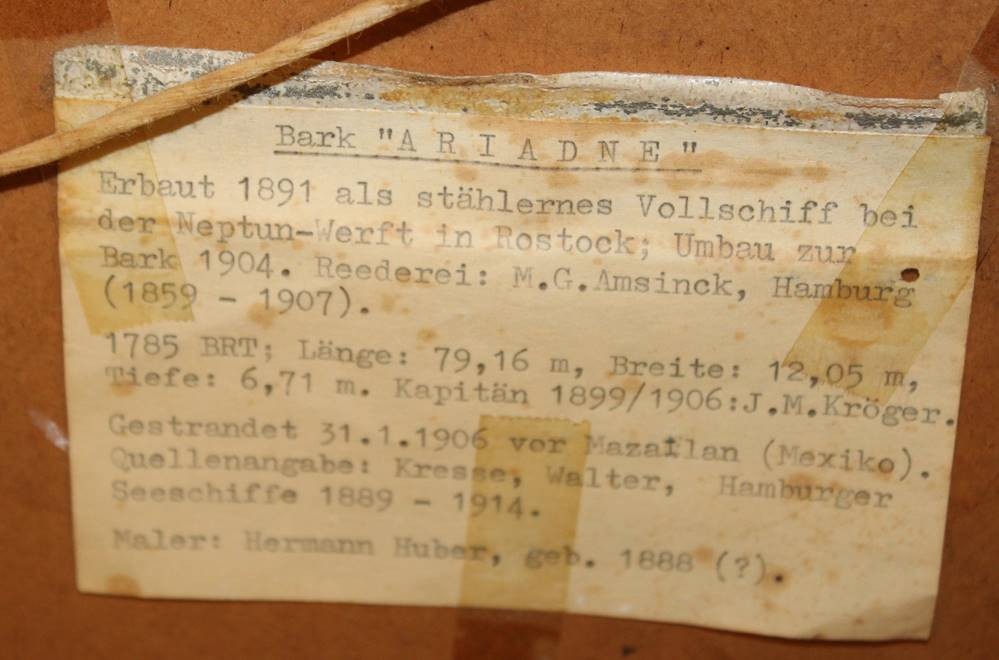 Bark "A R I A D N E"
Erbaut 1891 als stählernes Vollschiff bei
der Neptun-Werft in Rostock; Umbau zur
Bark 1904. Reederei: M.G.Amsinck, Hamburg
(1859 - 1907).
1785 BRT; Länge: 79,16 m, Breite: 12,05 m,
Tiefe: 6,71 m. Kapitän 1899/1906:J.M.Kröger.
Gestrandet 31.1.1906 vor Mazatlan (Mexiko).
Quellenangabe: Kresse, Walter, Hamburger
Seeschiffe 1889 - 1914.
Maler: Hermann Huber, geb. 1888 (?).